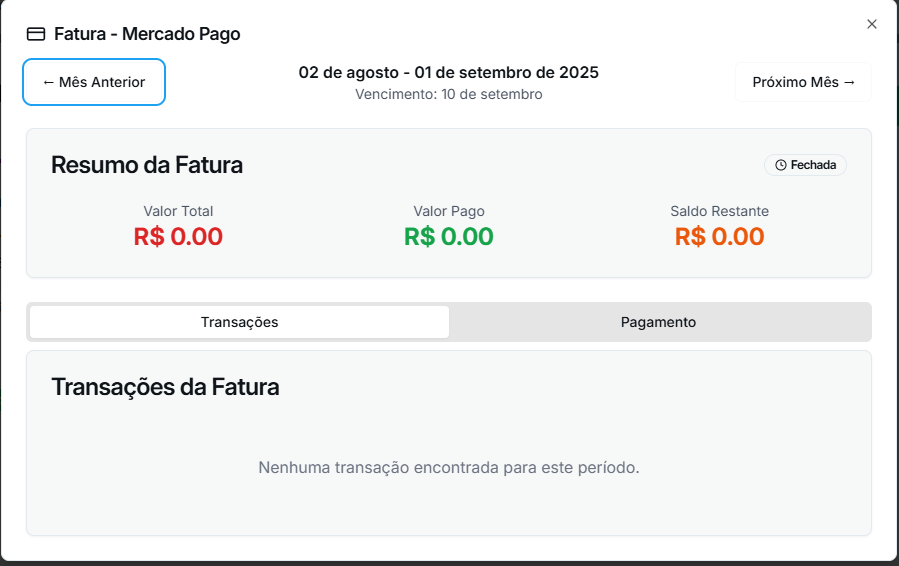 Fatura - Mercado Pago
← Mês Anterior
02 de agosto - 01 de setembro de 2025
Vencimento: 10 de setembro
Próximo Mês →
Resumo da Fatura
Fechada
Valor Total
R$ 0.00
Valor Pago
R$ 0.00
Saldo Restante
R$ 0.00
Transações
Pagamento
Transações da Fatura
Nenhuma transação encontrada para este período.